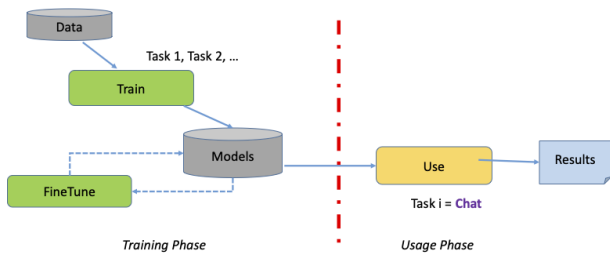 Data
Task 1, Task 2, ...
Train
Models
FineTune
Use
Results
Task i = Chat
Training Phase
Usage Phase